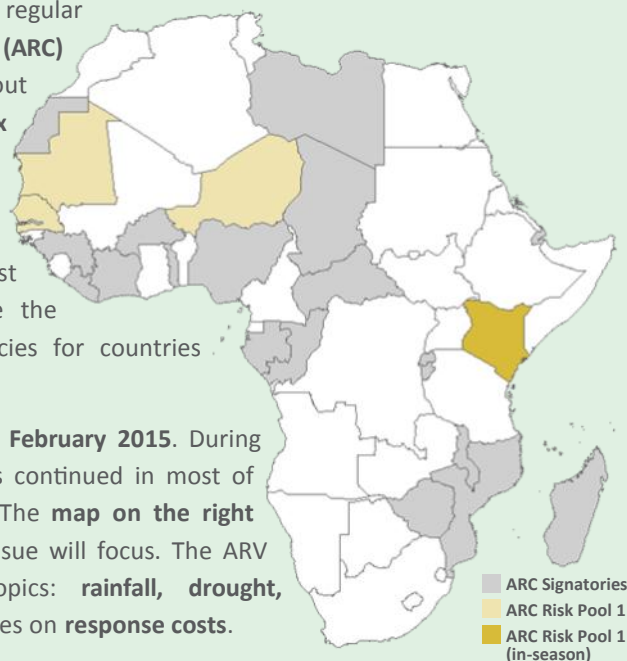 regular
(ARC)
out
x
st
e the
cies for countries
February 2015. During
s continued in most of
The map on the right
ssue will focus. The ARV
opics: rainfall, drought,
es on response costs.
ARC Signatories
ARC Risk Pool 1
ARC Risk Pool 1
(in-season)